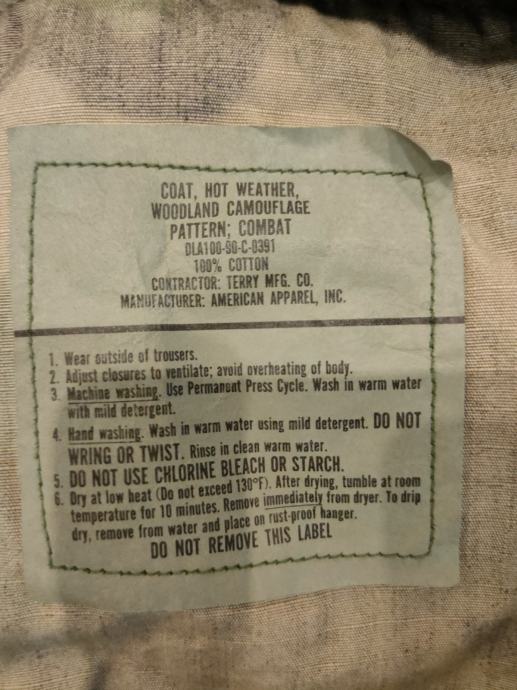 COAT, HOT WEATHER,
WOODLAND CAMOUFLAGE
PATTERN; COMBAT
DLA100-90-C-0391
100% COTTON
CONTRACTOR: TERRY MFG. CO.
MANUFACTURER: AMERICAN APPAREL, INC.
1. Wear outside of trousers.
2. Adjust closures to ventilate; avoid overheating of body.
3. Machine washing. Use Permanent Press Cycle. Wash in warm water
with mild detergent.
4. Hand washing. Wash in warm water using mild detergent. DO NOT
WRING OR TWIST. Rinse in clean warm water.
5. DO NOT USE CHLORINE BLEACH OR STARCH.
6. Dry at low heat (Do not exceed 130°F). After drying, tumble at room
temperature for 10 minutes. Remove immediately from dryer. To drip
dry, remove from water and place on rust-proof hanger.
DO NOT REMOVE THIS LABEL